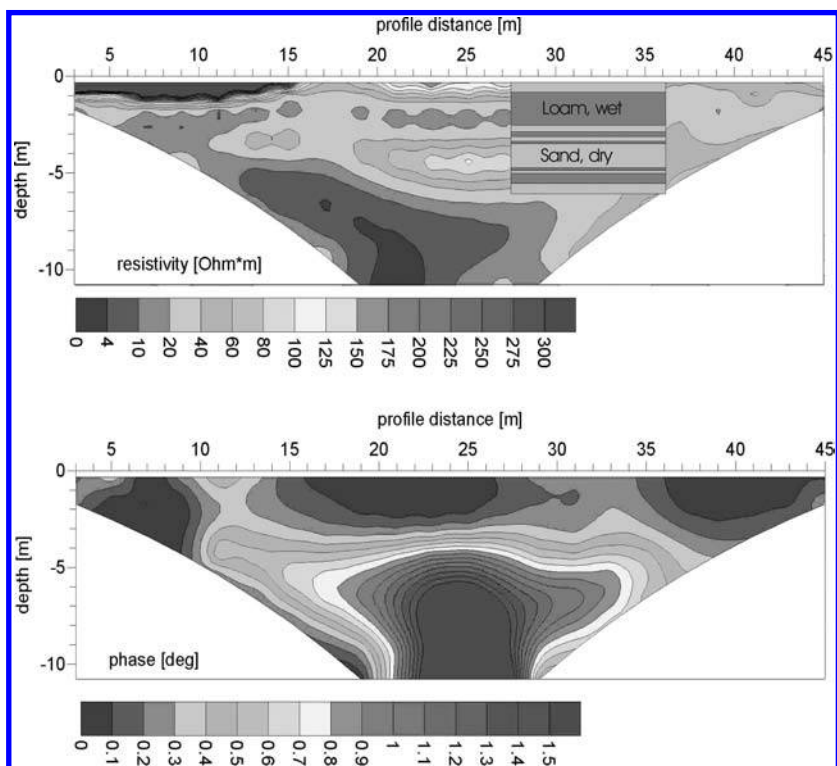 profile distance [m]
5 10 15 20 25 30 35 40 45
0
-5
-10
depth [m]
Loam, wet
Sand, dry
resistivity [Ohm*m]
0 4 10 20 40 60 80 100 125 150 175 200 225 250 275 300
profile distance [m]
5 10 15 20 25 30 35 40 45
0
-5
-10
depth [m]
phase [deg]
0 0.1 0.2 0.3 0.4 0.5 0.6 0.7 0.8 0.9 1 1.1 1.2 1.3 1.4 1.5